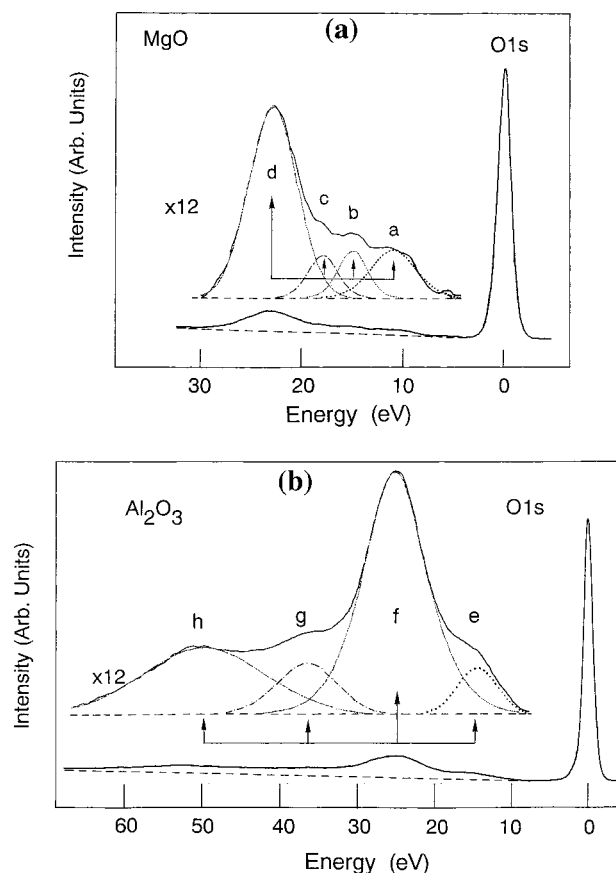 (a)
MgO
O1s
Intensity (Arb. Units)
x12
d
c
b
a
30 20 10 0
Energy (eV)
(b)
Al2O3
O1s
Intensity (Arb. Units)
x12
h
g
f
e
60 50 40 30 20 10 0
Energy (eV)